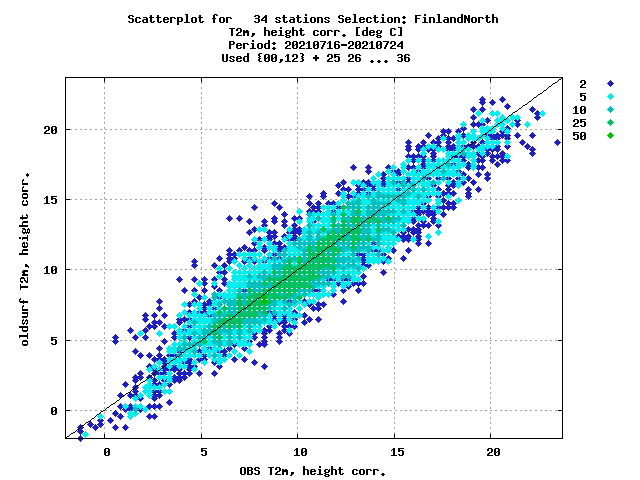 Scatterplot for   34 stations Selection: FinlandNorth
T2m, height corr. [deg C]
Period: 20210716-20210724
Used {00,12} + 25 26 ... 36
2
5
10
25
50
20
15
10
5
0
oldsurf T2m, height corr.
0 5 10 15 20
OBS T2m, height corr.